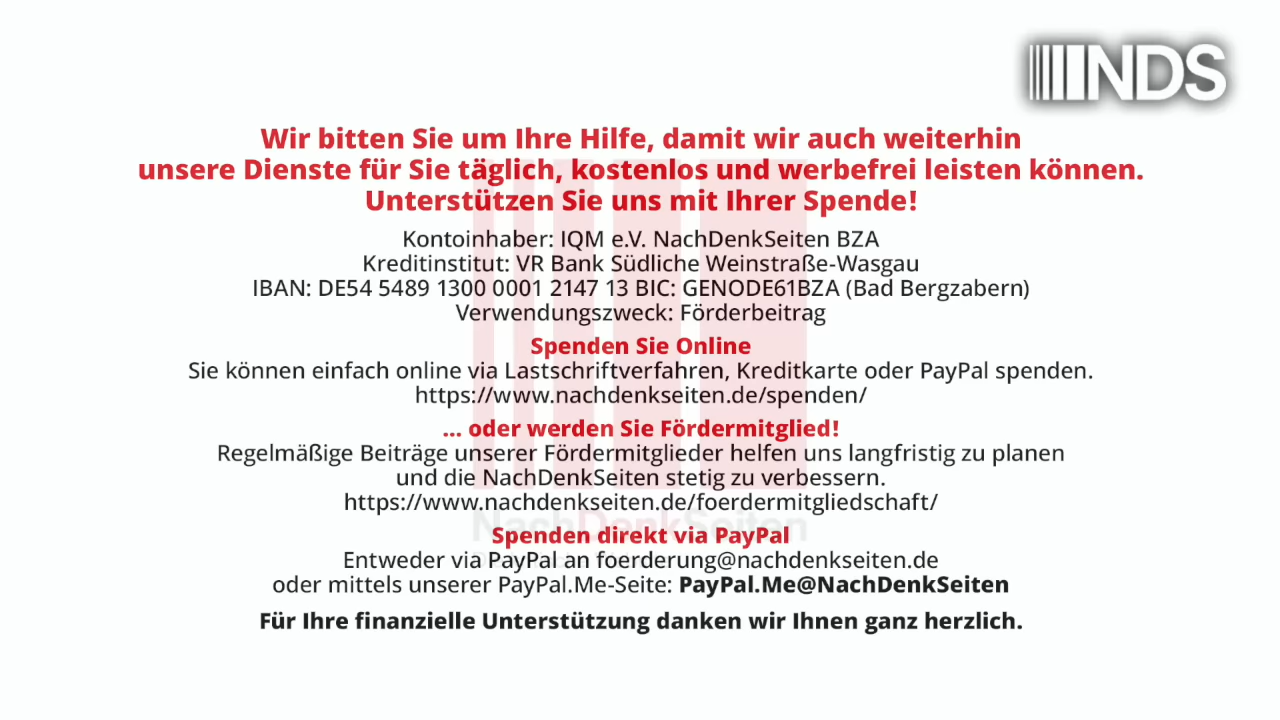 NDS
Wir bitten Sie um Ihre Hilfe, damit wir auch weiterhin
unsere Dienste für Sie täglich, kostenlos und werbefrei leisten können.
Unterstützen Sie uns mit Ihrer Spende!
Kontoinhaber: IQM e.V. NachDenkSeiten BZA
Kreditinstitut: VR Bank Südliche Weinstraße-Wasgau
IBAN: DE54 5489 1300 0001 2147 13 BIC: GENODE61BZA (Bad Bergzabern)
Verwendungszweck: Förderbeitrag
Spenden Sie Online
Sie können einfach online via Lastschriftverfahren, Kreditkarte oder PayPal spenden.
https://www.nachdenkseiten.de/spenden/
... oder werden Sie Fördermitglied!
Regelmäßige Beiträge unserer Fördermitglieder helfen uns langfristig zu planen
und die NachDenkSeiten stetig zu verbessern.
https://www.nachdenkseiten.de/foerdermitgliedschaft/
NachDenkSeiten
Spenden direkt via PayPal
Entweder via PayPal an foerderung@nachdenkseiten.de
oder mittels unserer PayPal.Me-Seite: PayPal.Me@NachDenkSeiten
Für Ihre finanzielle Unterstützung danken wir Ihnen ganz herzlich.